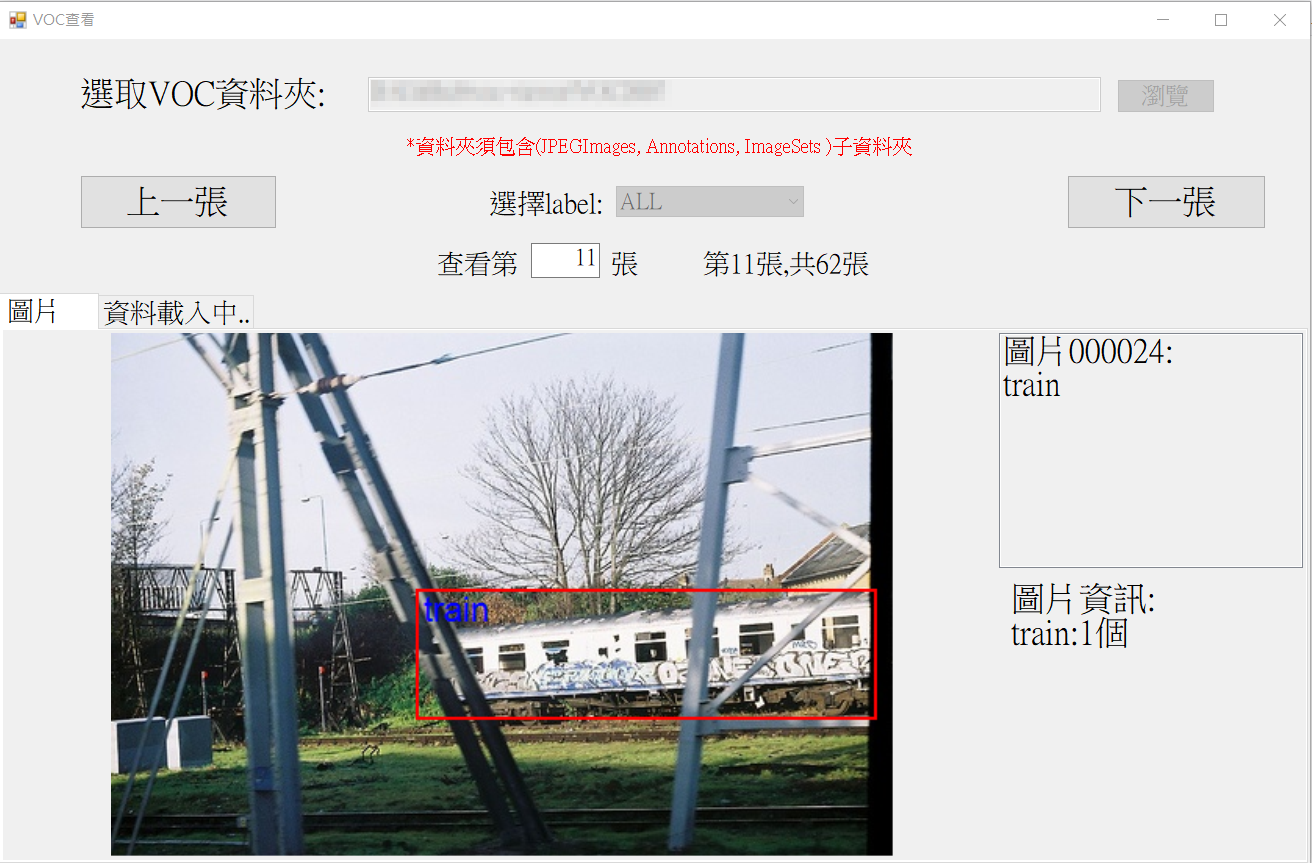 VOC查看
選取VOC資料夾:
瀏覽
*資料夾須包含(JPEGImages, Annotations, ImageSets )子資料夾
上一張
選擇label: ALL
下一張
查看第 11 張
第11張,共62張
圖片
資料載入中..
圖片000024:
train
train
圖片資訊:
train:1個